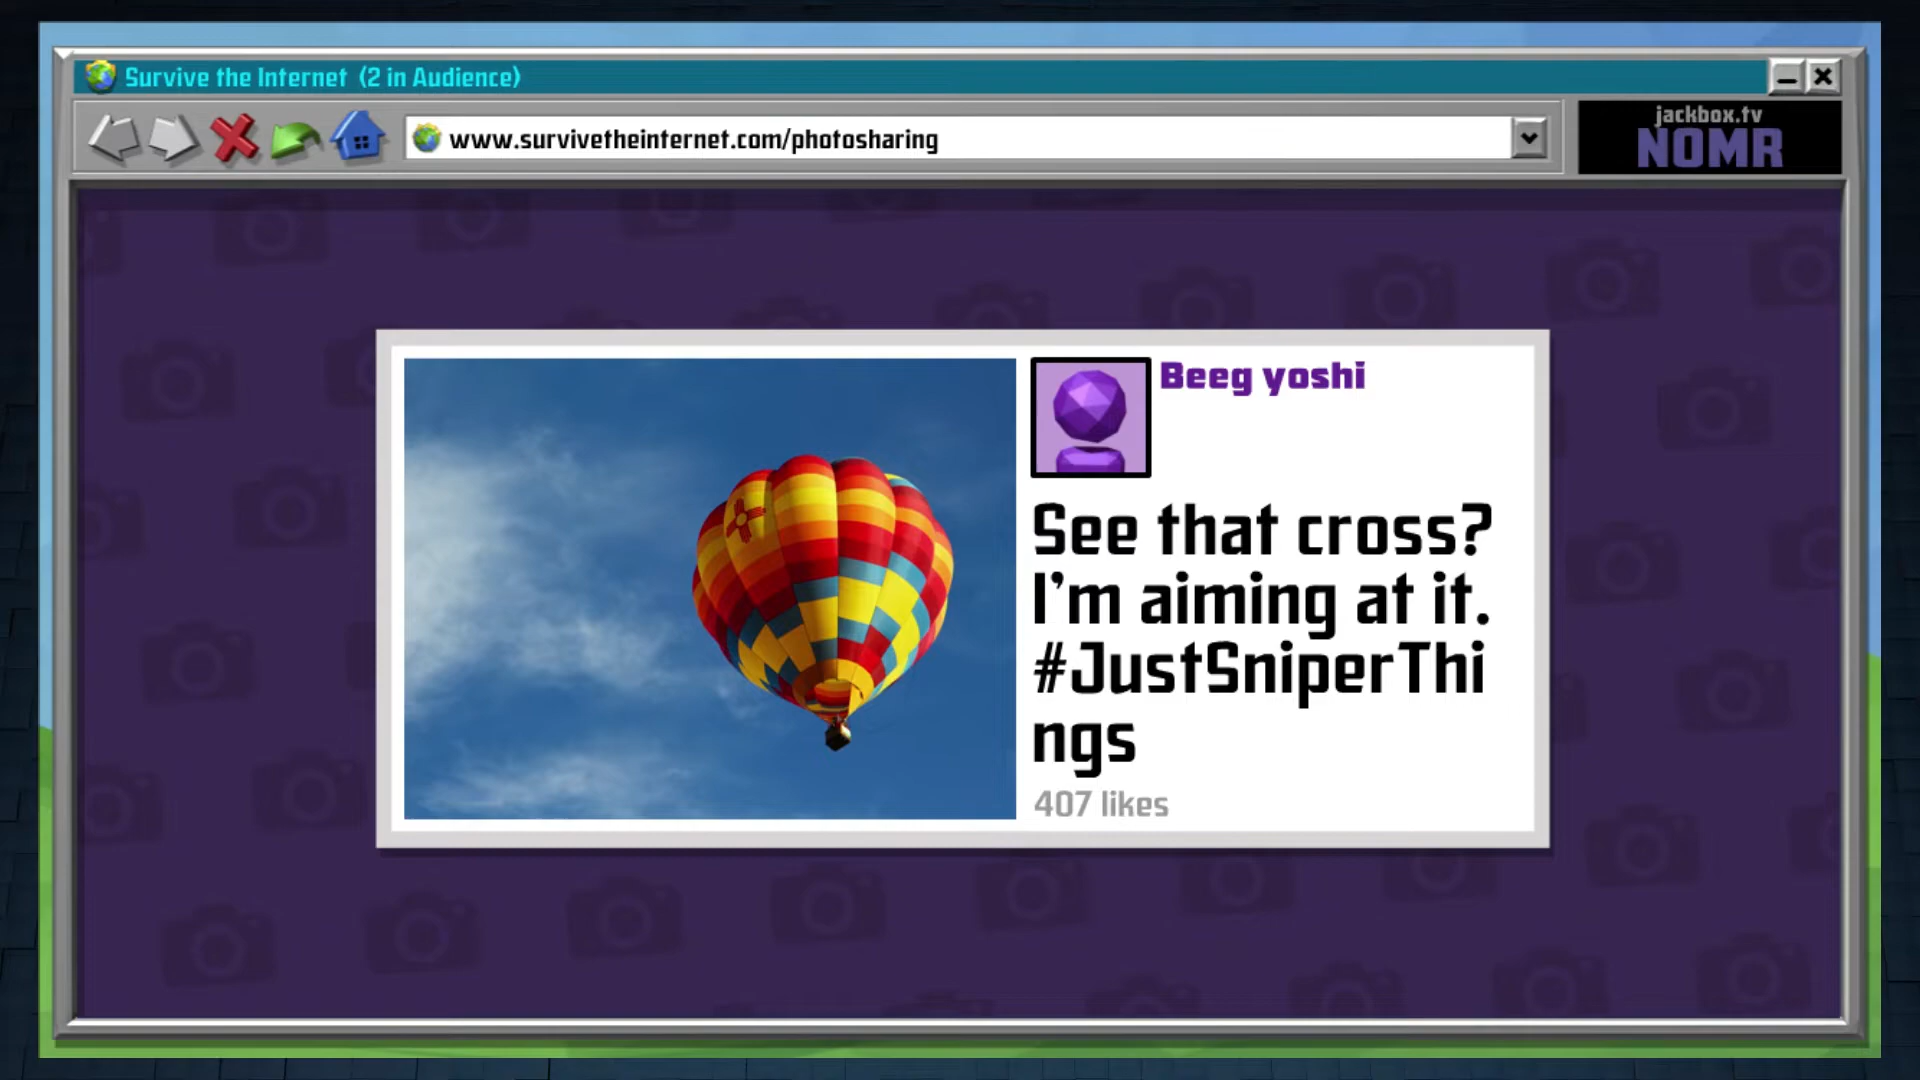 Survive the Internet (2 in Audience)
www.survivetheinternet.com/photosharing
jackbox.tv
NOMR
Beeg yoshi
See that cross?
I'm aiming at it.
#JustSniperThi
ngs
407 likes